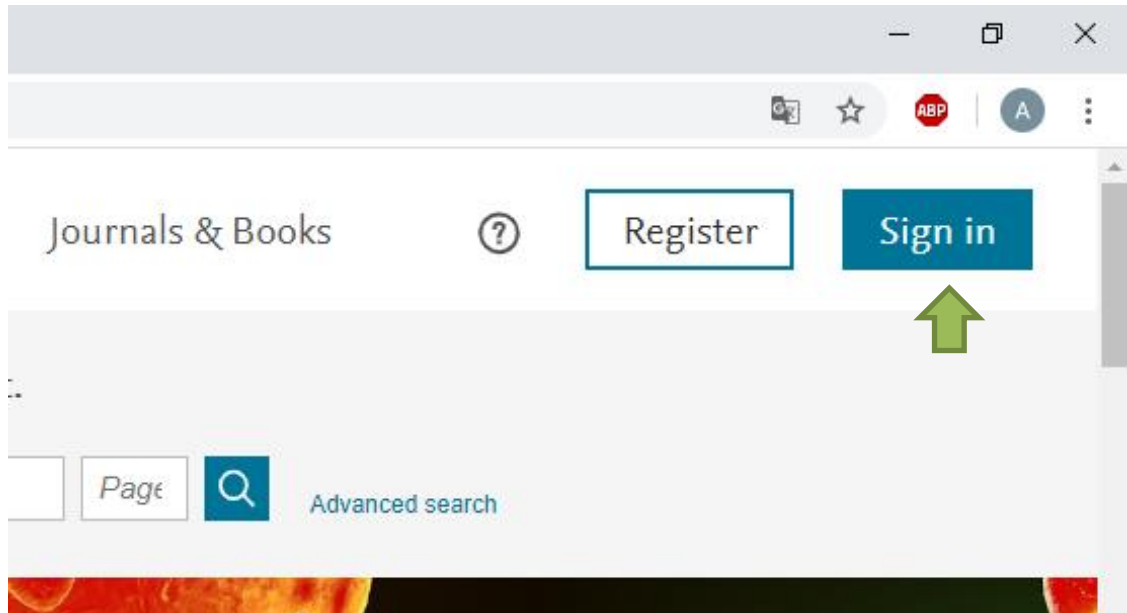 ABP A
Journals & Books ? Register Sign in
t.
Page Advanced search